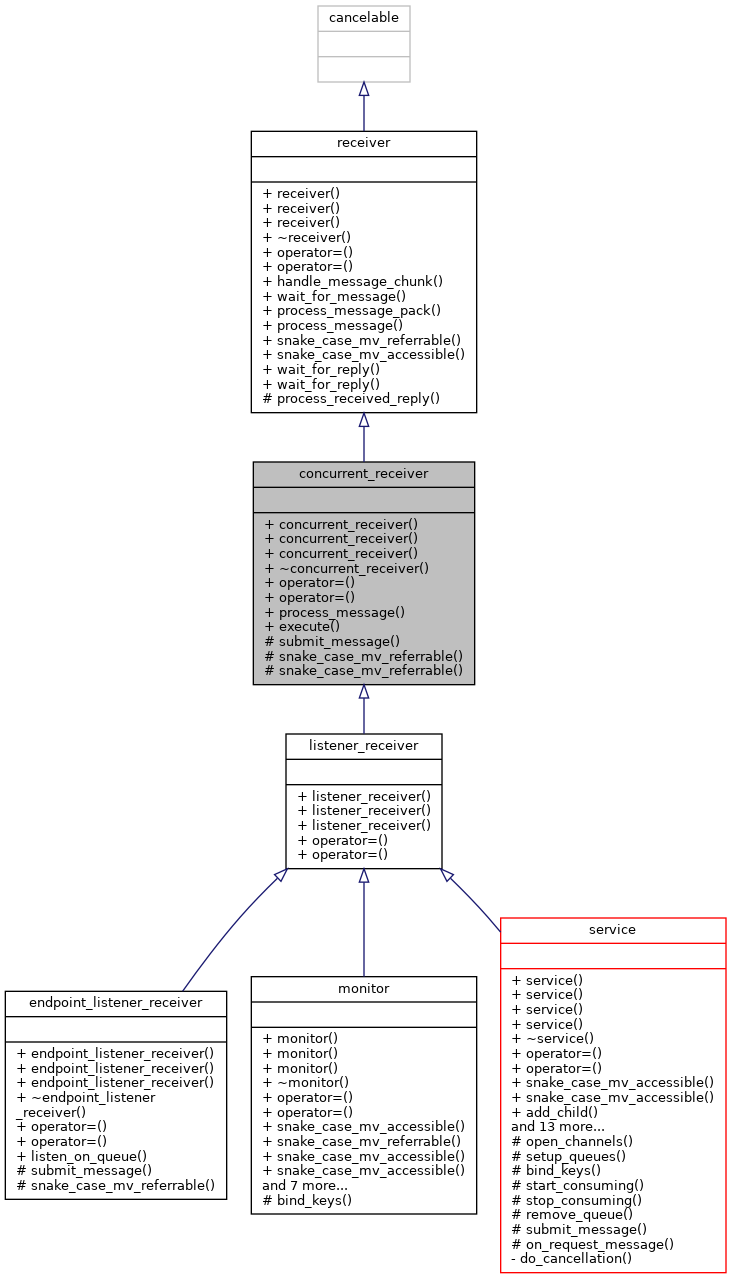 cancelable
receiver
+ receiver()
+ receiver()
+ receiver()
+ ~receiver()
+ operator=()
+ operator=()
+ handle_message_chunk()
+ wait_for_message()
+ process_message_pack()
+ process_message()
+ snake_case_mv_referrable()
+ snake_case_mv_accessible()
+ wait_for_reply()
+ wait_for_reply()
# process_received_reply()
concurrent_receiver
+ concurrent_receiver()
+ concurrent_receiver()
+ concurrent_receiver()
+ ~concurrent_receiver()
+ operator=()
+ operator=()
+ process_message()
+ execute()
# submit_message()
# snake_case_mv_referrable()
# snake_case_mv_referrable()
listener_receiver
+ listener_receiver()
+ listener_receiver()
+ listener_receiver()
+ operator=()
+ operator=()
endpoint_listener_receiver
+ endpoint_listener_receiver()
+ endpoint_listener_receiver()
+ endpoint_listener_receiver()
+ ~endpoint_listener
_receiver()
+ operator=()
+ operator=()
+ listen_on_queue()
# submit_message()
# snake_case_mv_referrable()
monitor
+ monitor()
+ monitor()
+ monitor()
+ ~monitor()
+ operator=()
+ operator=()
+ snake_case_mv_accessible()
+ snake_case_mv_referrable()
+ snake_case_mv_accessible()
+ snake_case_mv_accessible()
and 7 more...
# bind_keys()
service
+ service()
+ service()
+ service()
+ service()
+ ~service()
+ operator=()
+ operator=()
+ snake_case_mv_accessible()
+ snake_case_mv_accessible()
+ add_child()
and 13 more...
# open_channels()
# setup_queues()
# bind_keys()
# start_consuming()
# stop_consuming()
# remove_queue()
# submit_message()
# on_request_message()
- do_cancellation()